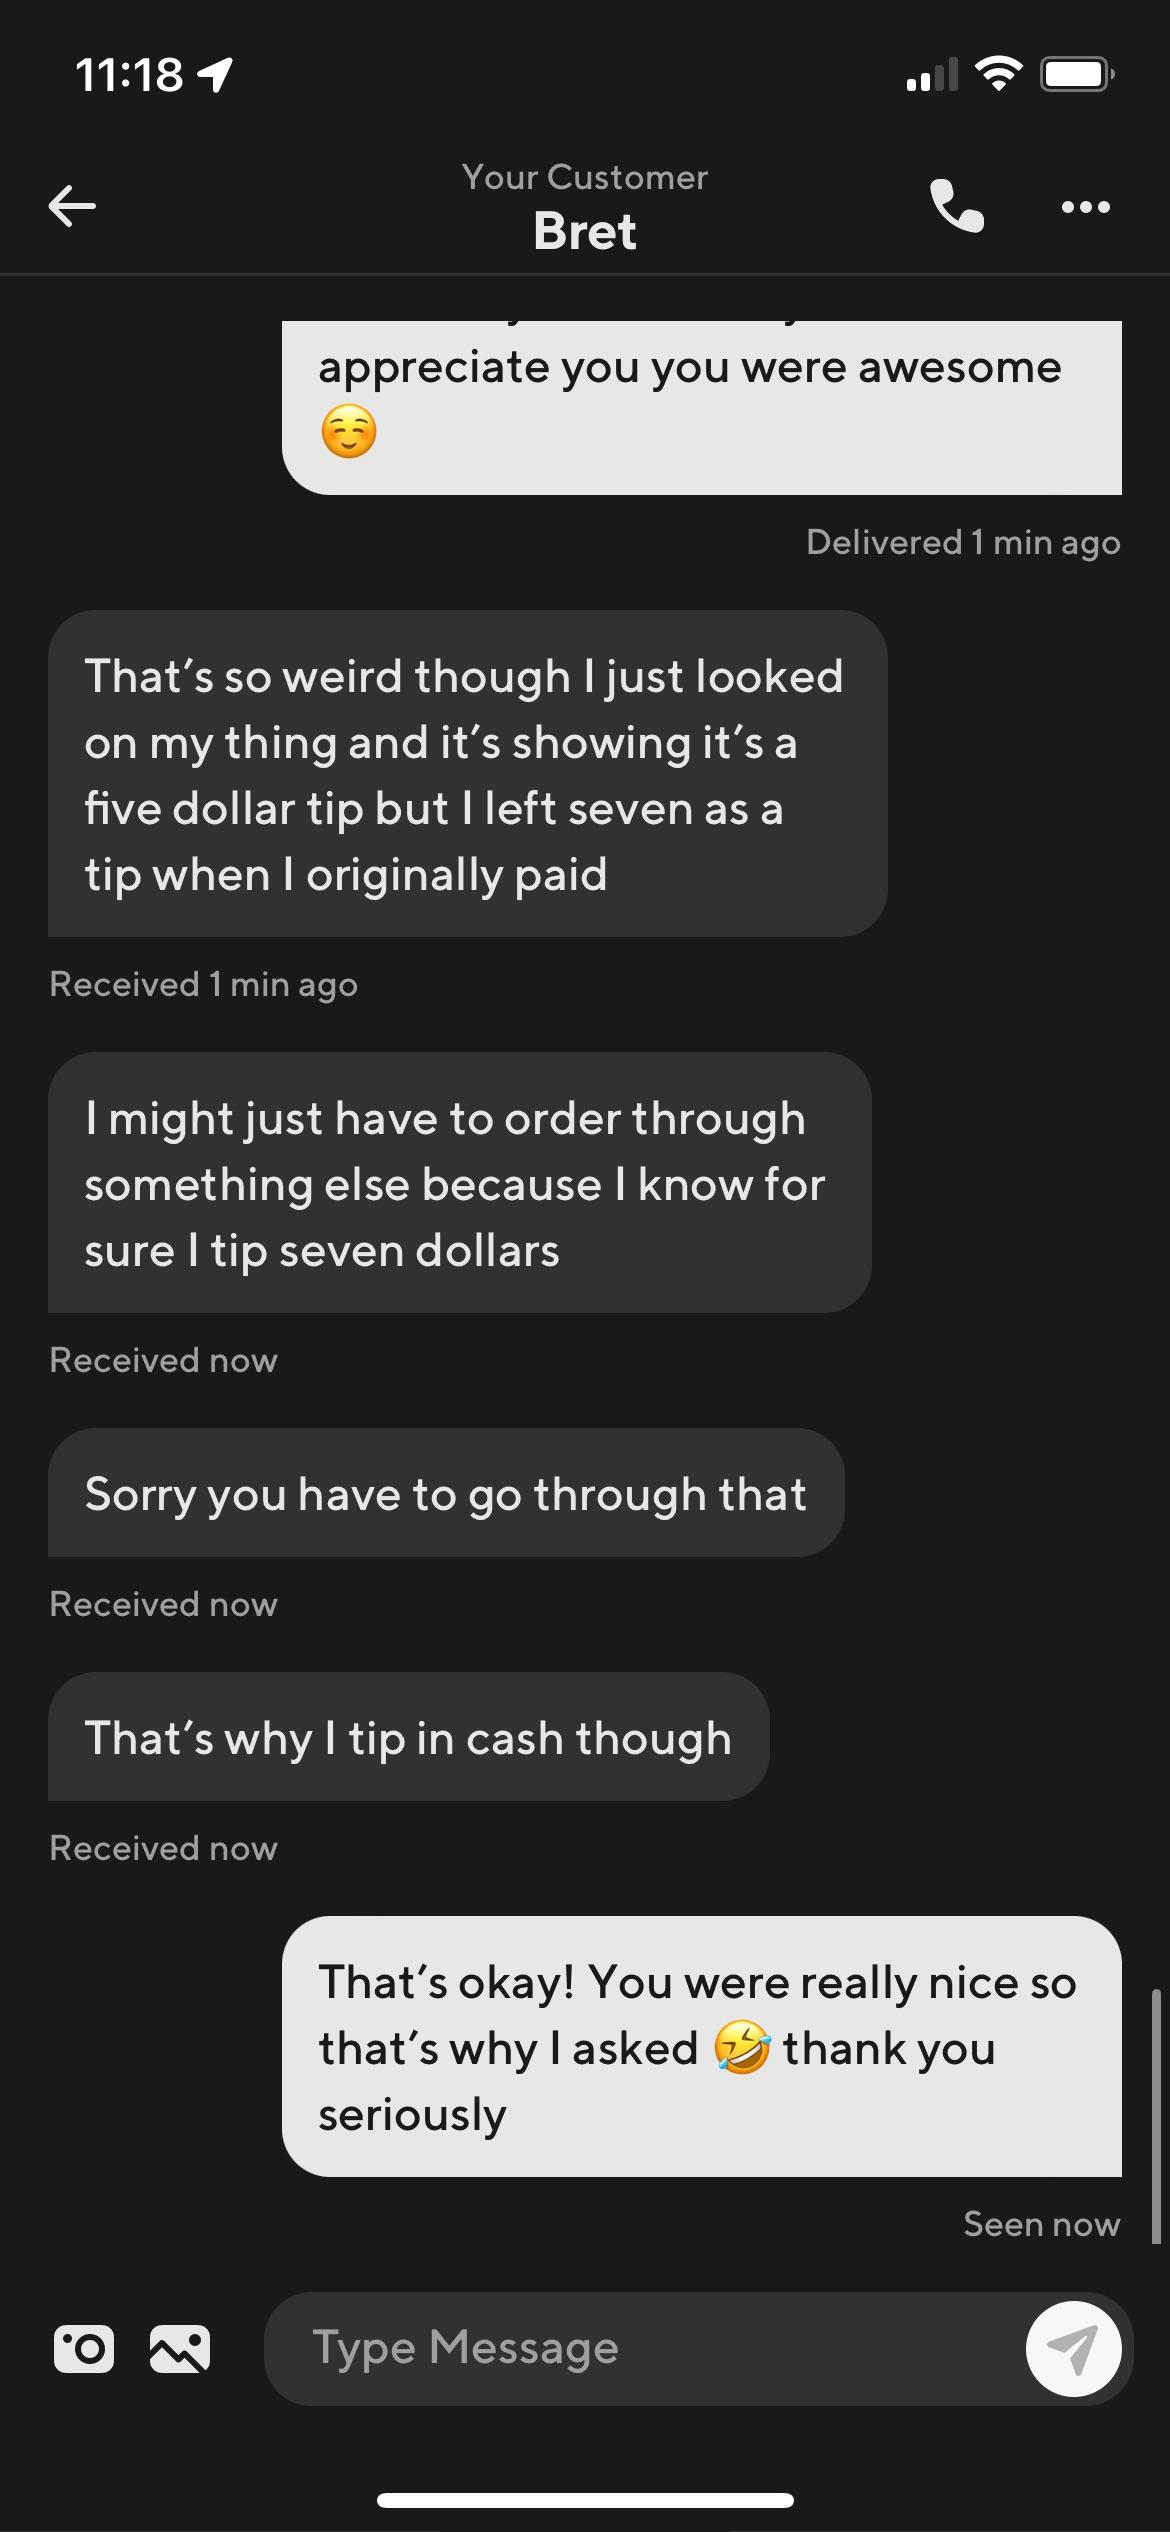 11:18
Your Customer
Bret
appreciate you you were awesome
☺️
Delivered 1 min ago
That’s so weird though I just looked
on my thing and it’s showing it’s a
five dollar tip but I left seven as a
tip when I originally paid
Received 1 min ago
I might just have to order through
something else because I know for
sure I tip seven dollars
Received now
Sorry you have to go through that
Received now
That’s why I tip in cash though
Received now
That’s okay! You were really nice so
that’s why I asked 🤣 thank you
seriously
Seen now
Type Message